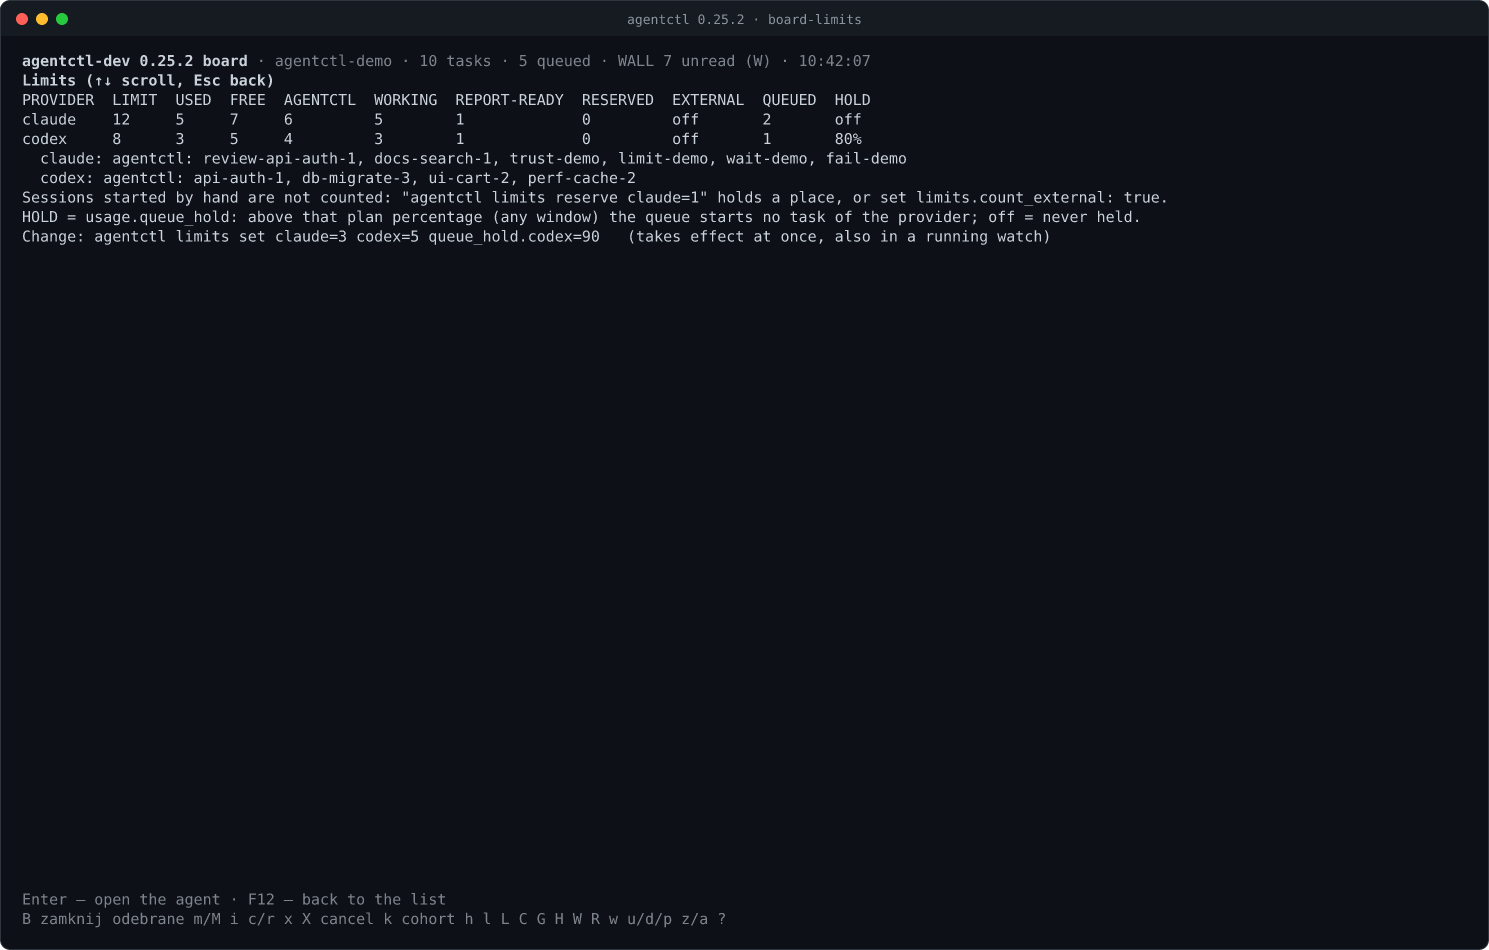 agentctl 0.25.2 · board-limits
agentctl-dev 0.25.2 board · agentctl-demo · 10 tasks · 5 queued · WALL 7 unread (W) · 10:42:07
Limits (↑↓ scroll, Esc back)
PROVIDER  LIMIT  USED  FREE  AGENTCTL  WORKING  REPORT-READY  RESERVED  EXTERNAL  QUEUED  HOLD
claude    12     5     7     6         5        1             0         off       2       off
codex     8      3     5     4         3        1             0         off       1       80%
  claude: agentctl: review-api-auth-1, docs-search-1, trust-demo, limit-demo, wait-demo, fail-demo
  codex: agentctl: api-auth-1, db-migrate-3, ui-cart-2, perf-cache-2
Sessions started by hand are not counted: "agentctl limits reserve claude=1" holds a place, or set limits.count_external: true.
HOLD = usage.queue_hold: above that plan percentage (any window) the queue starts no task of the provider; off = never held.
Change: agentctl limits set claude=3 codex=5 queue_hold.codex=90   (takes effect at once, also in a running watch)
Enter — open the agent · F12 — back to the list
B zamknij odebrane m/M i c/r x X cancel k cohort h l L C G H W R w u/d/p z/a ?